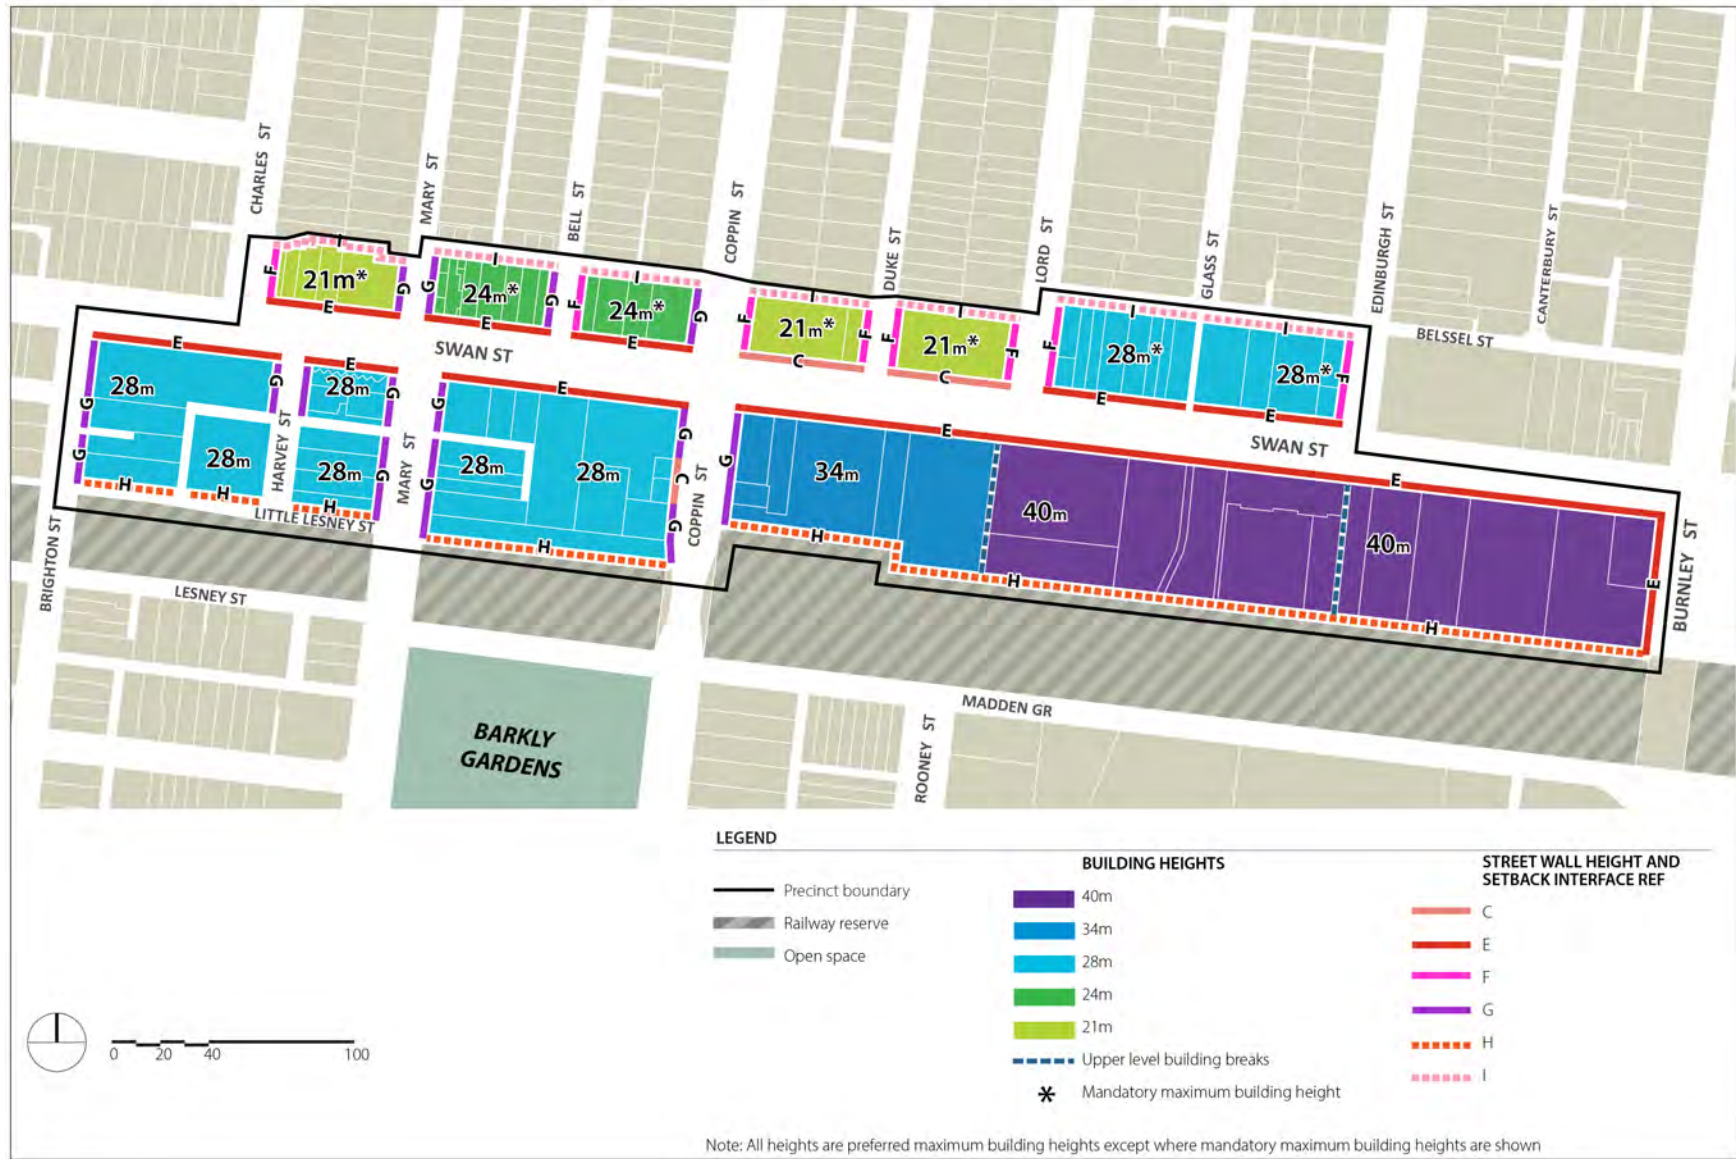 CHARLES ST
MARY ST
BELL ST
COPPIN ST
DUKE ST
LORD ST
GLASS ST
EDINBURGH ST
CANTERBURY ST
BELSSEL ST
I
I
I
I
I
I
I
F
21m*
G
G
24m*
G
F
24m*
G
F
21m*
F
F
21m*
F
F
28m*
28m*
F
E
E
E
C
C
E
E
SWAN ST
SWAN ST
E
E
E
E
E
G
28m
G
28m
G
G
G
G
G
28m
HARVEY ST
28m
G
MARY ST
G
28m
28m
C
G
COPPIN ST
G
34m
40m
40m
E
BURNLEY ST
H
H
H
H
H
H
H
LITTLE LESNEY ST
BRIGHTON ST
LESNEY ST
MADDEN GR
ROONEY ST
BARKLY
GARDENS
LEGEND
Precinct boundary
Railway reserve
Open space
BUILDING HEIGHTS
40m
34m
28m
24m
21m
Upper level building breaks
* Mandatory maximum building height
STREET WALL HEIGHT AND
SETBACK INTERFACE REF
C
E
F
G
H
I
0 20 40 100
Note: All heights are preferred maximum building heights except where mandatory maximum building heights are shown